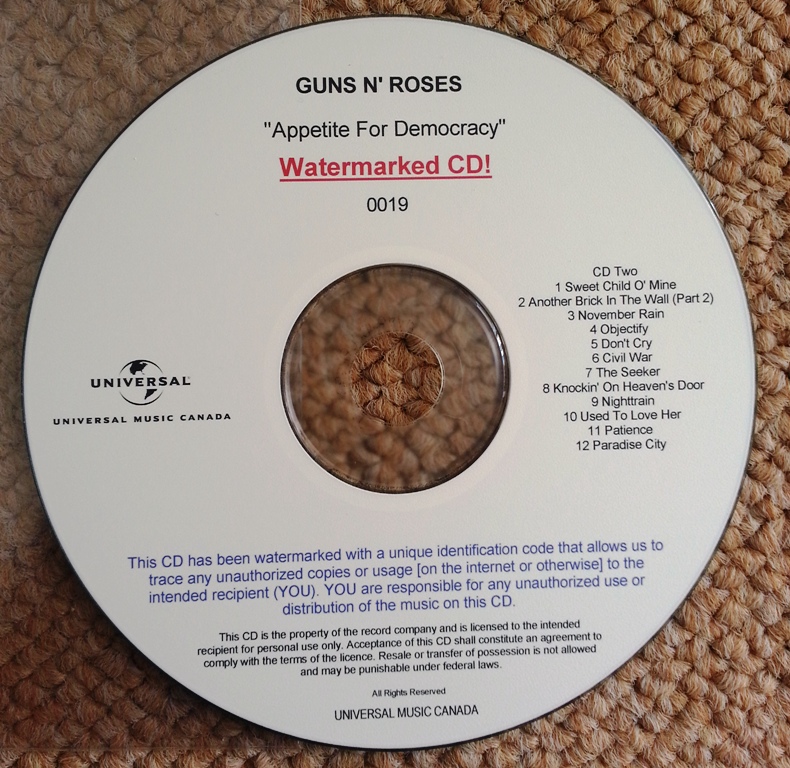 GUNS N' ROSES
"Appetite For Democracy"
Watermarked CD!
0019
CD Two
1 Sweet Child O' Mine
2 Another Brick In The Wall (Part 2)
3 November Rain
4 Objectify
5 Don't Cry
6 Civil War
7 The Seeker
8 Knockin' On Heaven's Door
9 Nighttrain
10 Used To Love Her
11 Patience
12 Paradise City
UNIVERSAL
UNIVERSAL MUSIC CANADA
This CD has been watermarked with a unique identification code that allows us to
trace any unauthorized copies or usage [on the internet or otherwise] to the
intended recipient (YOU). YOU are responsible for any unauthorized use or
distribution of the music on this CD.
This CD is the property of the record company and is licensed to the intended
recipient for personal use only. Acceptance of this CD shall constitute an agreement to
comply with the terms of the licence. Resale or transfer of possession is not allowed
and may be punishable under federal laws.
All Rights Reserved
UNIVERSAL MUSIC CANADA